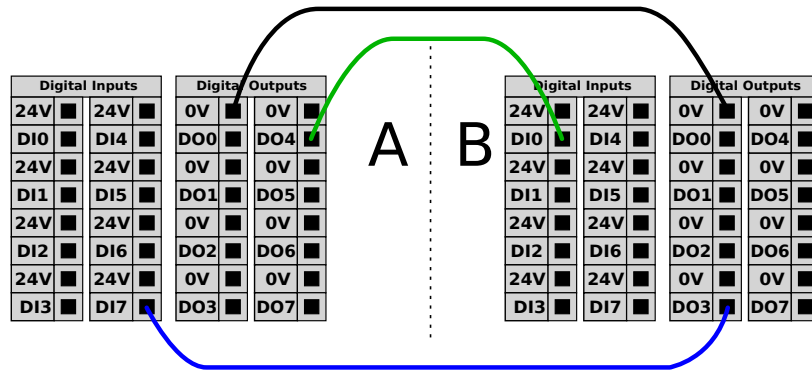 Digital Inputs Digital Outputs Digital Inputs Digital Outputs
24V 24V 0V 0V 24V 24V 0V 0V
DI0 DI4 DO0 DO4 A B DI0 DI4 DO0 DO4
24V 24V 0V 0V 24V 24V 0V 0V
DI1 DI5 DO1 DO5 DI1 DI5 DO1 DO5
24V 24V 0V 0V 24V 24V 0V 0V
DI2 DI6 DO2 DO6 DI2 DI6 DO2 DO6
24V 24V 0V 0V 24V 24V 0V 0V
DI3 DI7 DO3 DO7 DI3 DI7 DO3 DO7